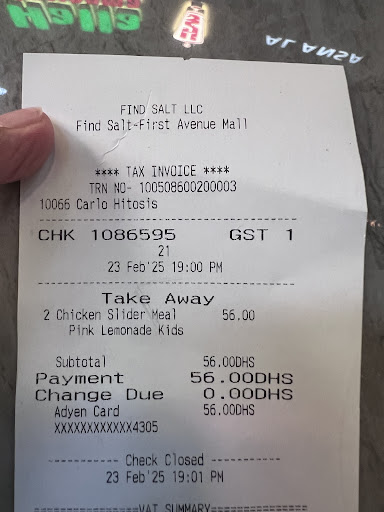 Halla
AL ANSA
FIND SALT LLC
Find Salt-First Avenue Mall
**** TAX INVOICE ****
TRN NO- 100508600200003
10066 Carlo Hitosis
CHK 1086595 GST 1
21
23 Feb'25 19:00 PM
Take Away
2 Chicken Slider Meal 56.00
Pink Lemonade Kids
Subtotal 56.00DHS
Payment 56.00DHS
Change Due 0.00DHS
Adyen Card 56.00DHS
XXXXXXXXXXXX4305
----------- Check Closed -----------
23 Feb'25 19:01 PM
==============VAT SUMMARY==============